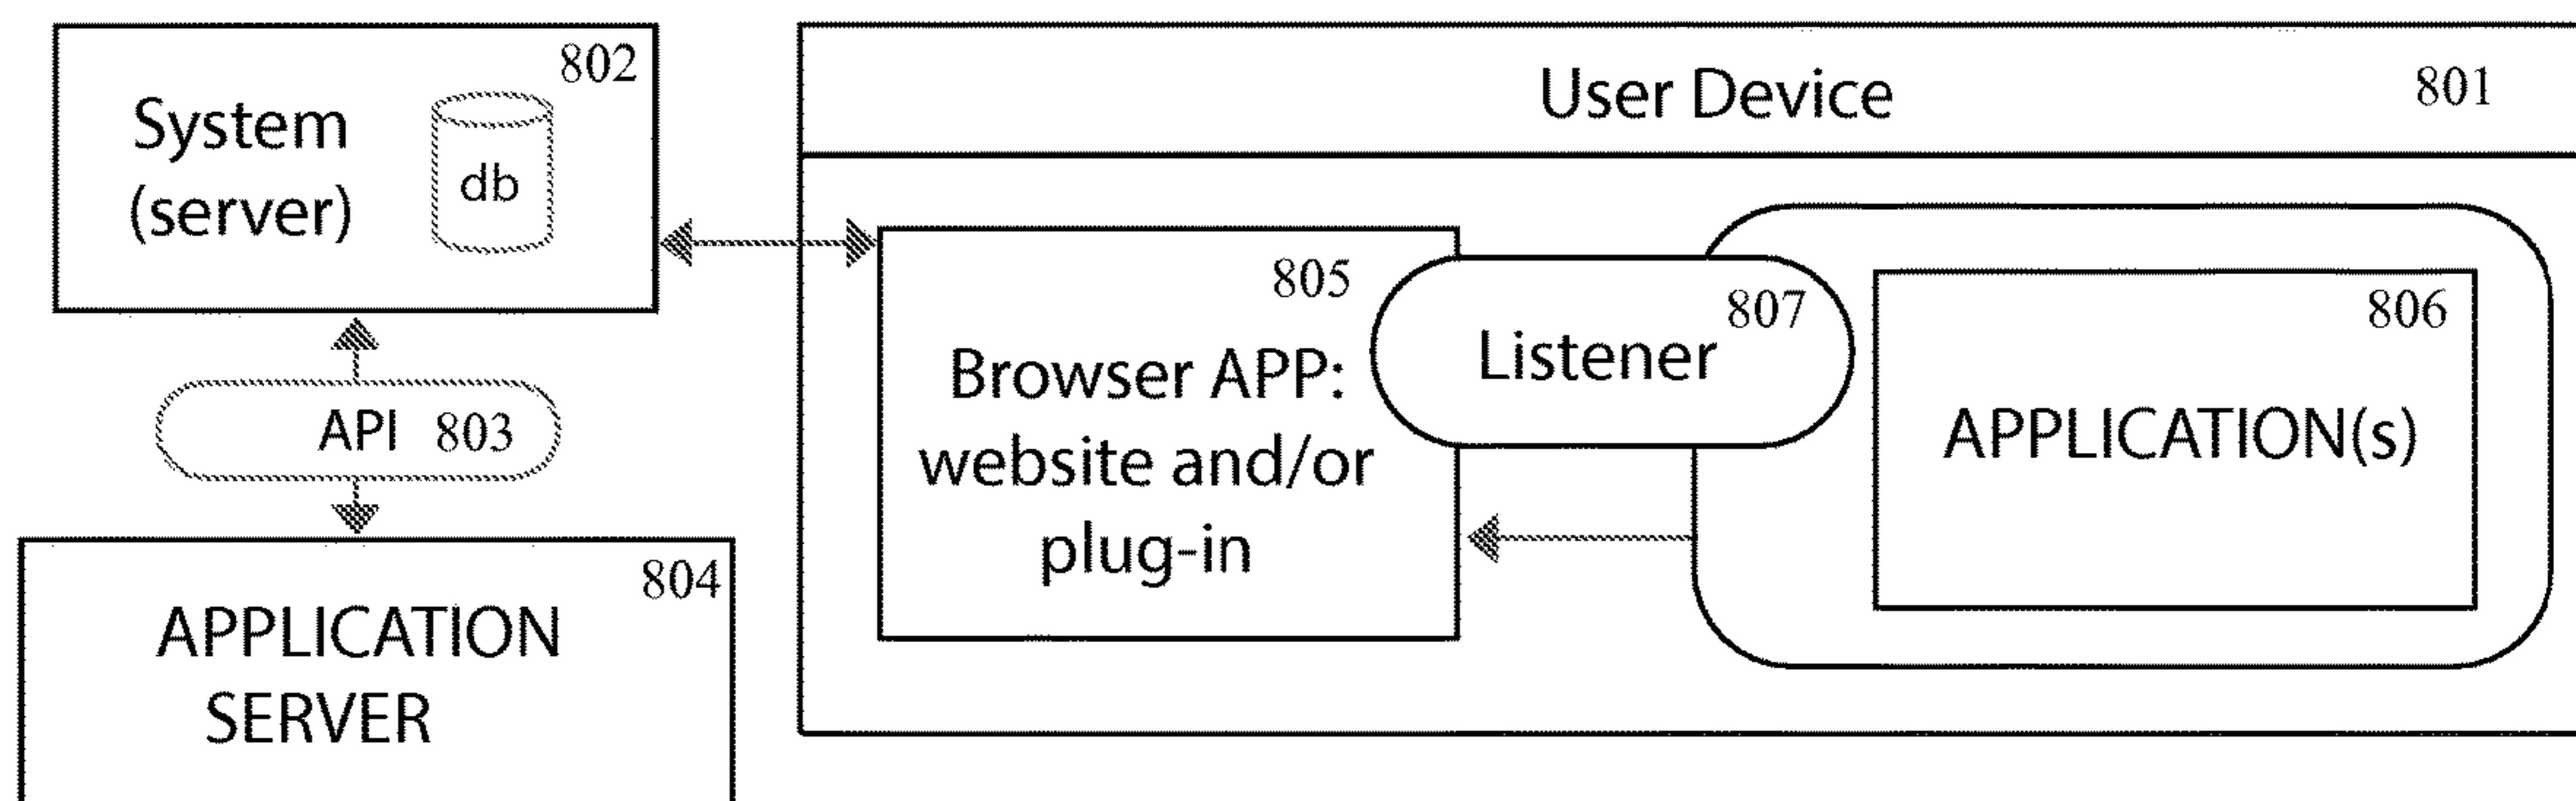 802
System
(server)
db
API 803
804
APPLICATION
SERVER
User Device 801
805
Browser APP:
website and/or
plug-in
807
Listener
806
APPLICATION(s)